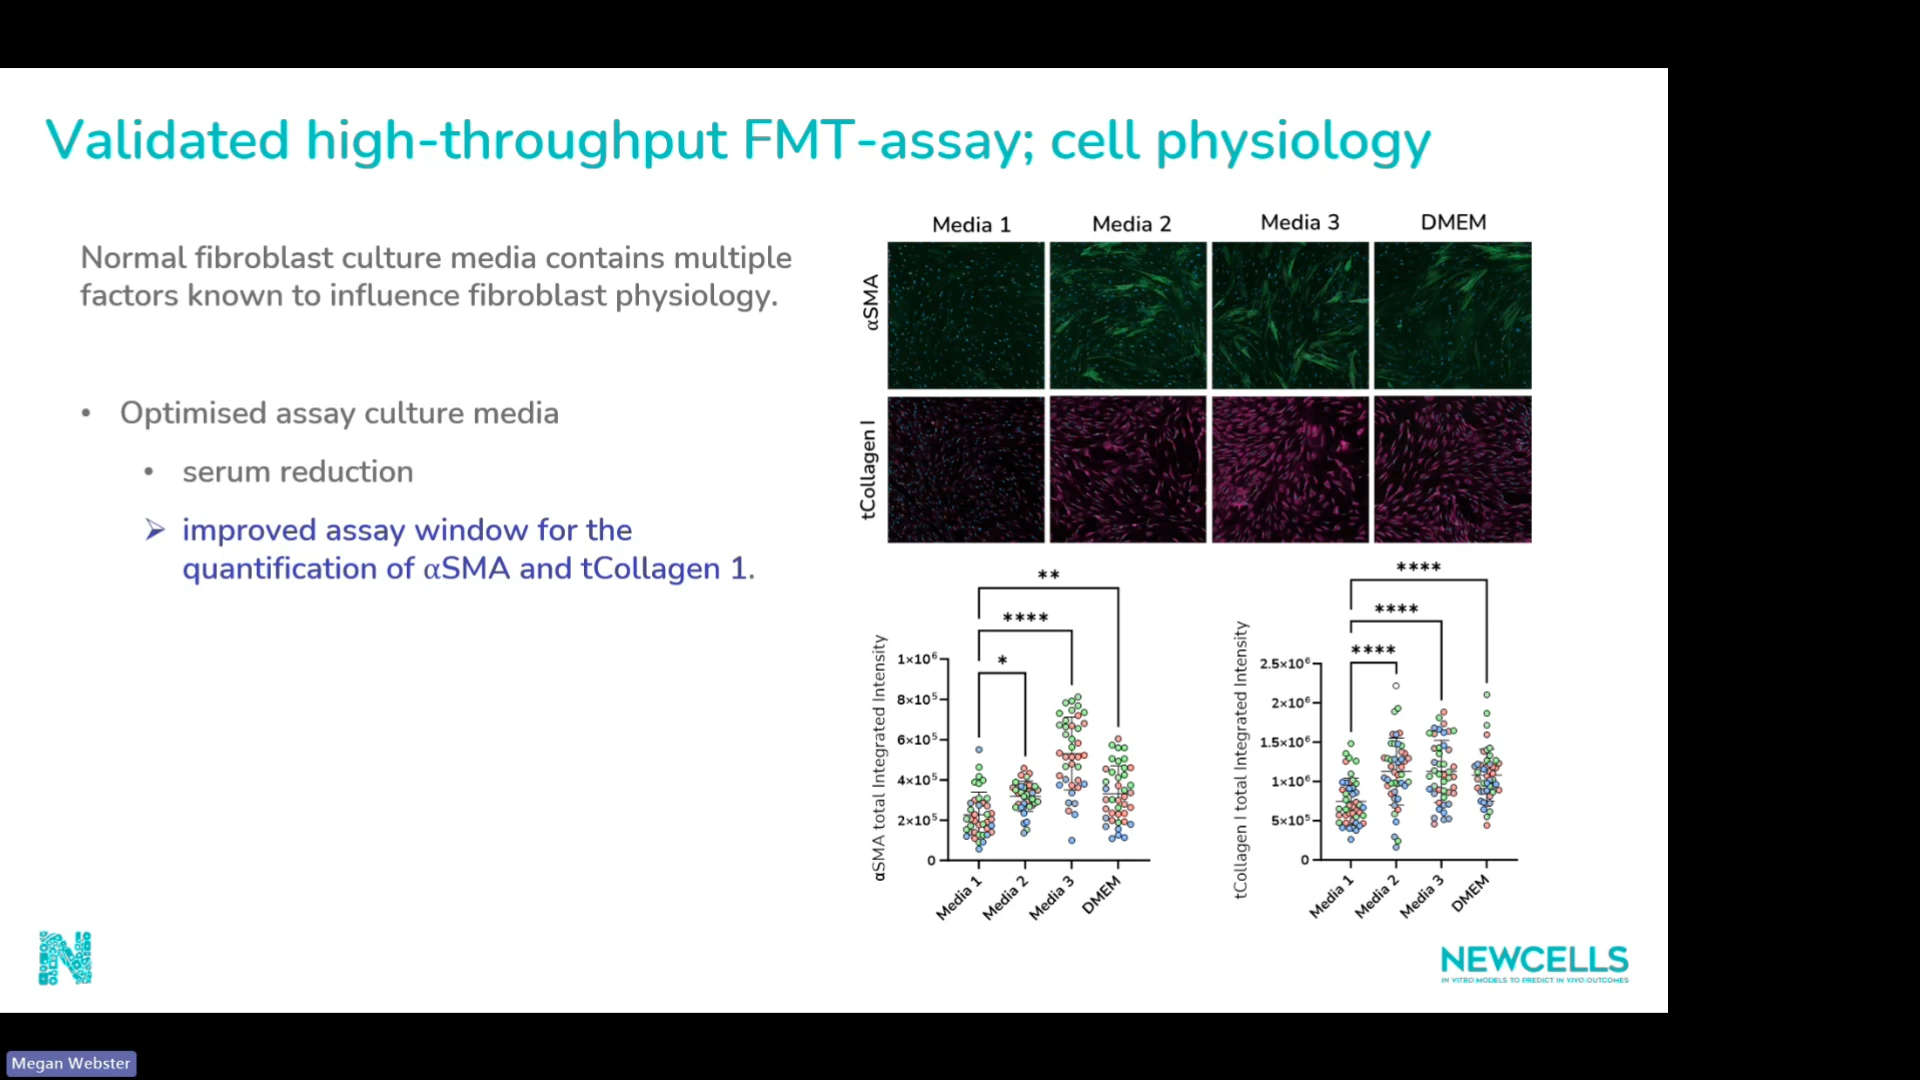 Validated high-throughput FMT-assay; cell physiology
Normal fibroblast culture media contains multiple
factors known to influence fibroblast physiology.
• Optimised assay culture media
• serum reduction
➢ improved assay window for the
quantification of αSMA and tCollagen 1.
Media 1 Media 2 Media 3 DMEM
αSMA
tCollagen I
αSMA total Integrated Intensity
1×10⁶
8×10⁵
6×10⁵
4×10⁵
2×10⁵
0
**
****
*
Media 1 Media 2 Media 3 DMEM
tCollagen I total Integrated Intensity
2.5×10⁶
2×10⁶
1.5×10⁶
1×10⁶
5×10⁵
0
****
****
****
Media 1 Media 2 Media 3 DMEM
N
NEWCELLS
IN VITRO MODELS TO PREDICT IN VIVO OUTCOMES
Megan Webster